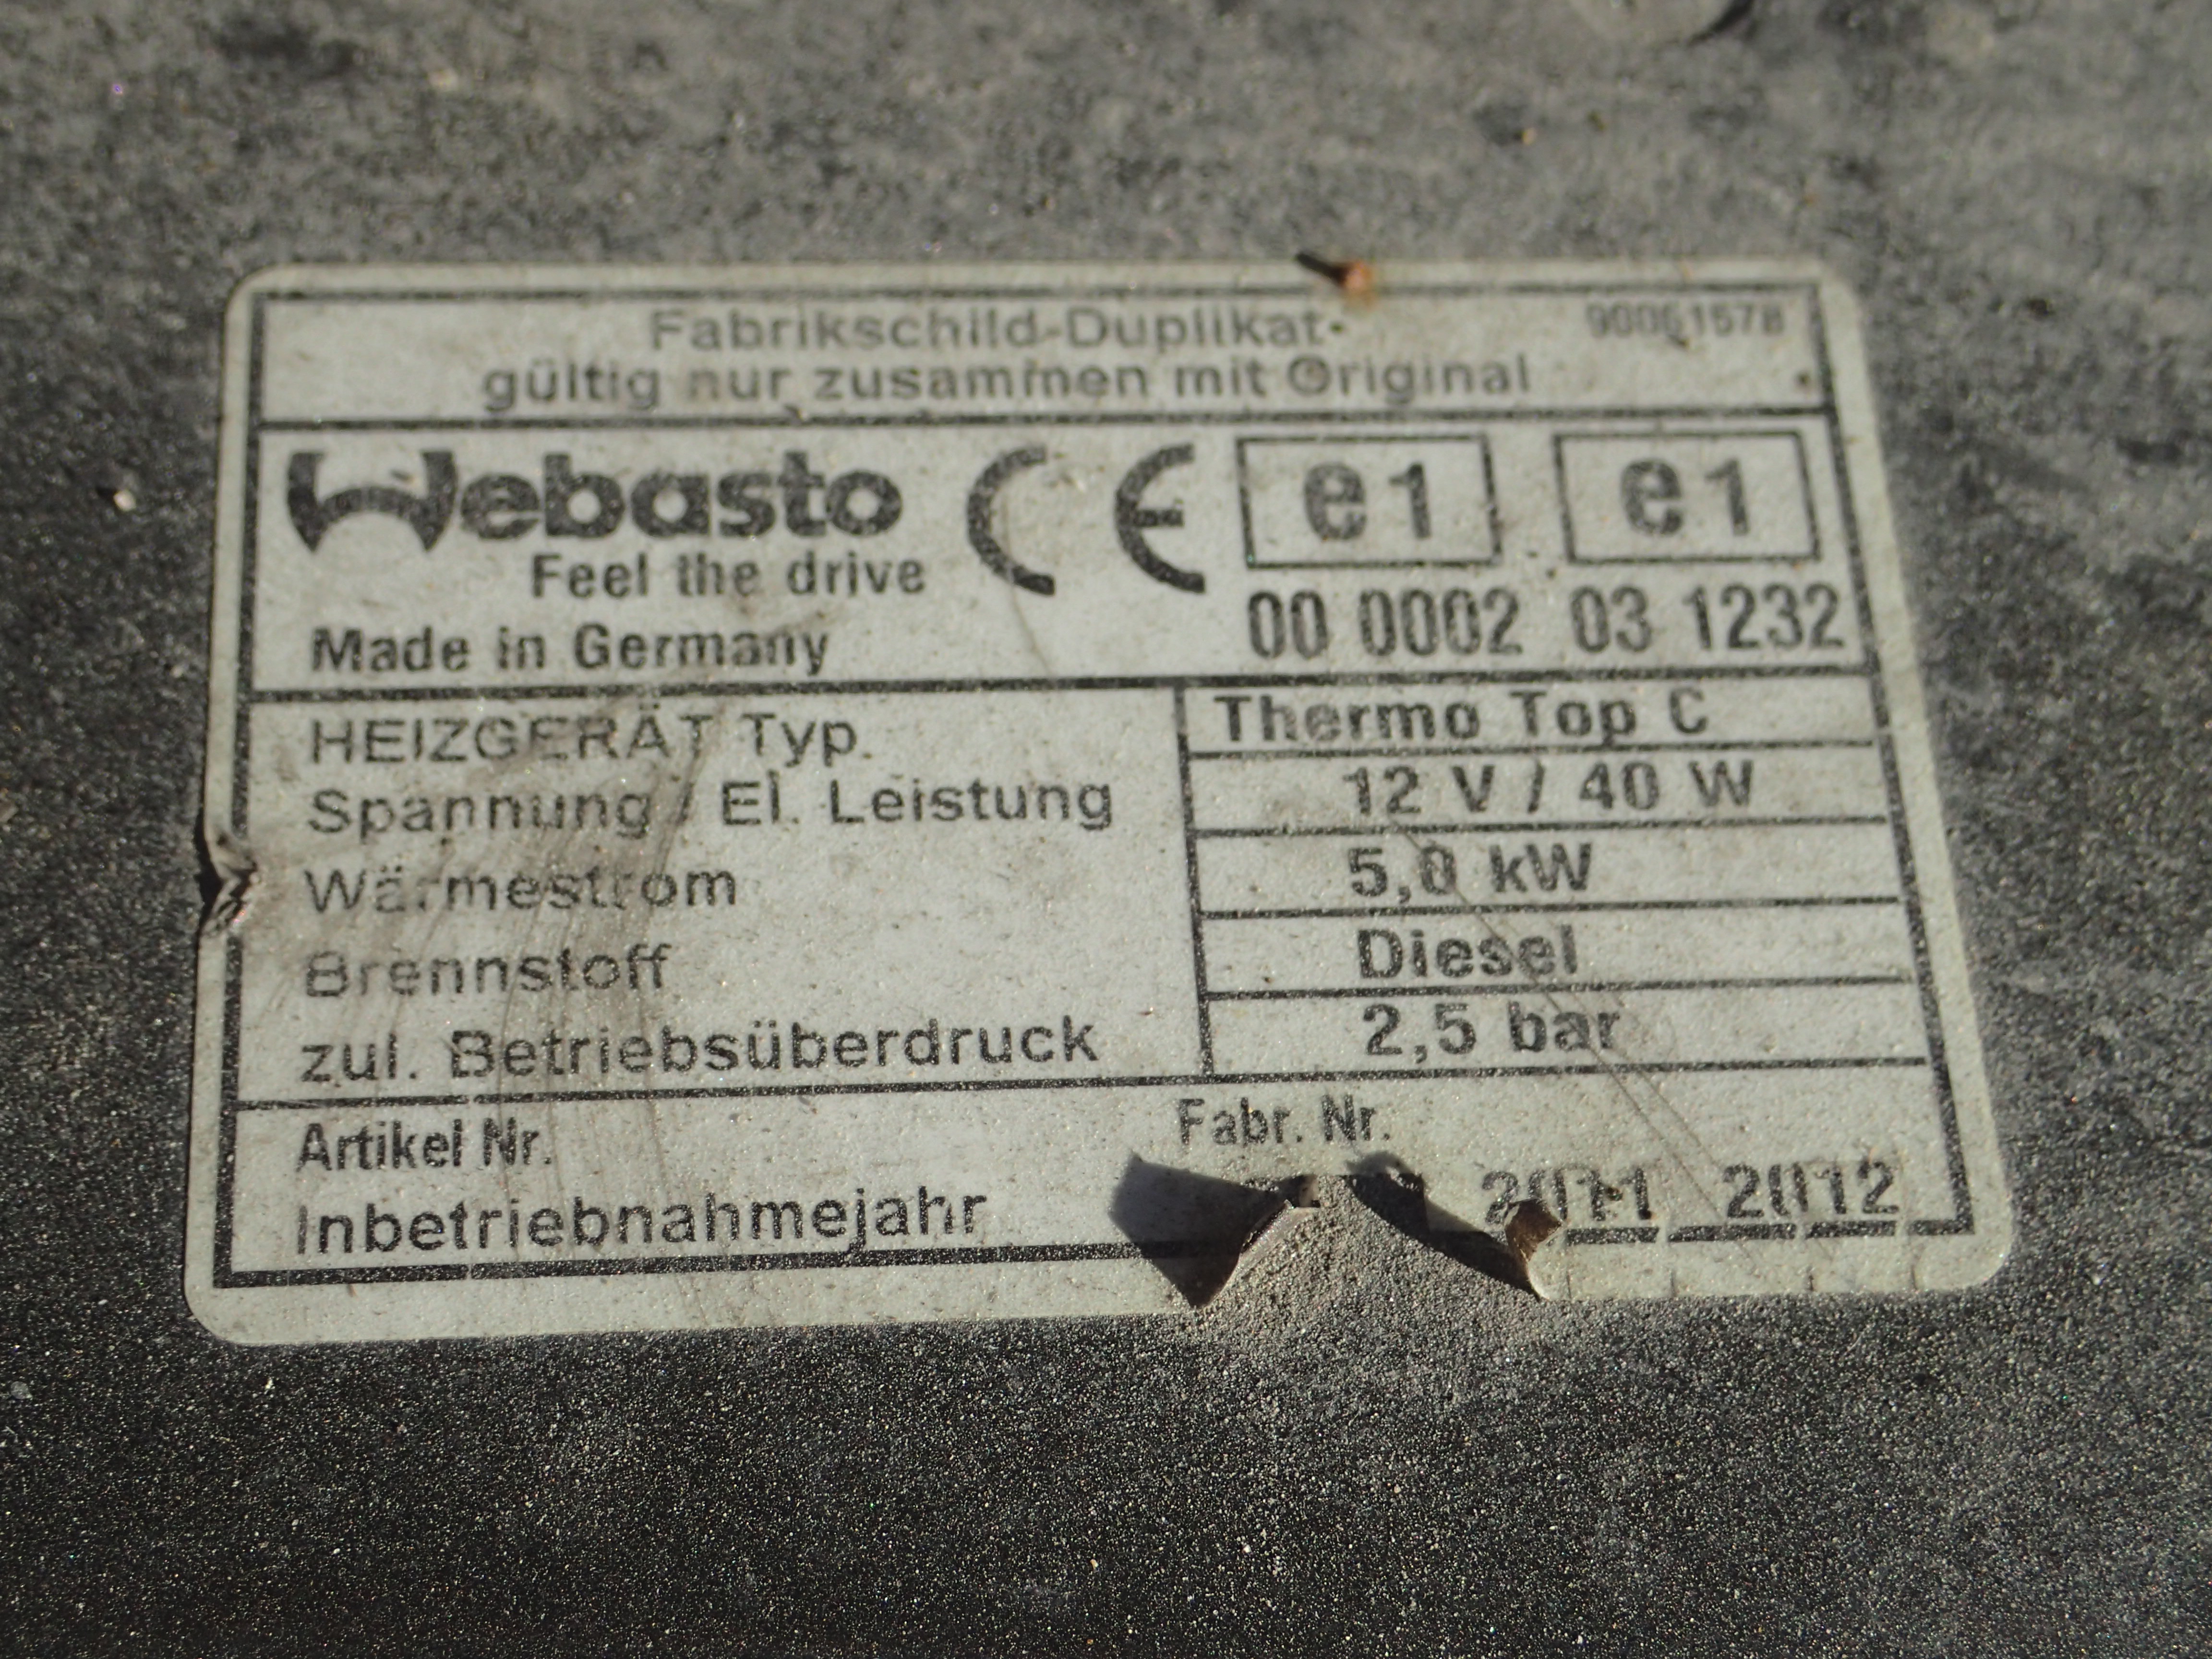 Fabrikschild-Duplikat-
gültig nur zusammen mit Original
Webasto
Feel the drive
Made in Germany
CE
e1 e1
00 0002 03 1232
HEIZGERÄT Typ. Thermo Top C
Spannung / El. Leistung 12 V / 40 W
Wärmestrom 5,0 kW
Brennstoff Diesel
zul. Betriebsüberdruck 2,5 bar
Artikel Nr. Fabr. Nr.
Inbetriebnahmejahr 2011 2012